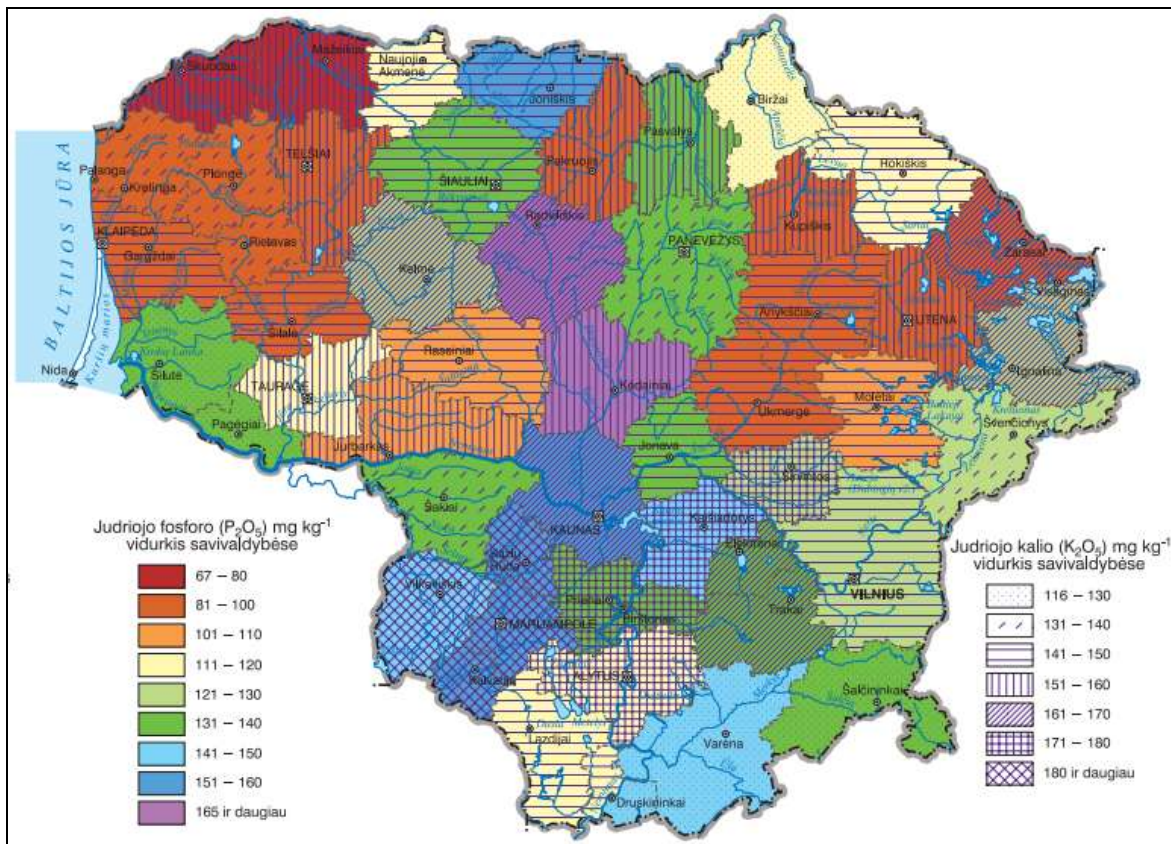 Skuodas
Mažeikiai
Naujoji
Akmenė
Joniškis
Biržai
Pasvalys
Pakruojis
TELŠIAI
ŠIAULIAI
Rokiškis
Palanga
Kretinga
Plungė
Radviliškis
Kupiškis
PANEVĖŽYS
Zarasai
KLAIPĖDA
Gargždai
Rietavas
Kelmė
Visaginas
BALTIJOS JŪRA
Kuršių marios
Šilalė
Anykščiai
UTENA
Nida
Šilutė
Raseiniai
TAURAGĖ
Kėdainiai
Ignalina
Molėtai
Ukmergė
Pagėgiai
Švenčionys
Jurbarkas
Jonava
Širvintos
Šakiai
KAUNAS
Kaišiadorys
Elektrėnai
Kazlų
Rūda
Vilkaviškis
VILNIUS
Prienai
Birštonas
Trakai
MARIJAMPOLĖ
Kalvarija
ALYTUS
Šalčininkai
Lazdijai
Varėna
Druskininkai
Judriojo fosforo (P₂O₅) mg kg⁻¹
vidurkis savivaldybėse
67 – 80
81 – 100
101 – 110
111 – 120
121 – 130
131 – 140
141 – 150
151 – 160
165 ir daugiau
Judriojo kalio (K₂O₅) mg kg⁻¹
vidurkis savivaldybėse
116 – 130
131 – 140
141 – 150
151 – 160
161 – 170
171 – 180
180 ir daugiau